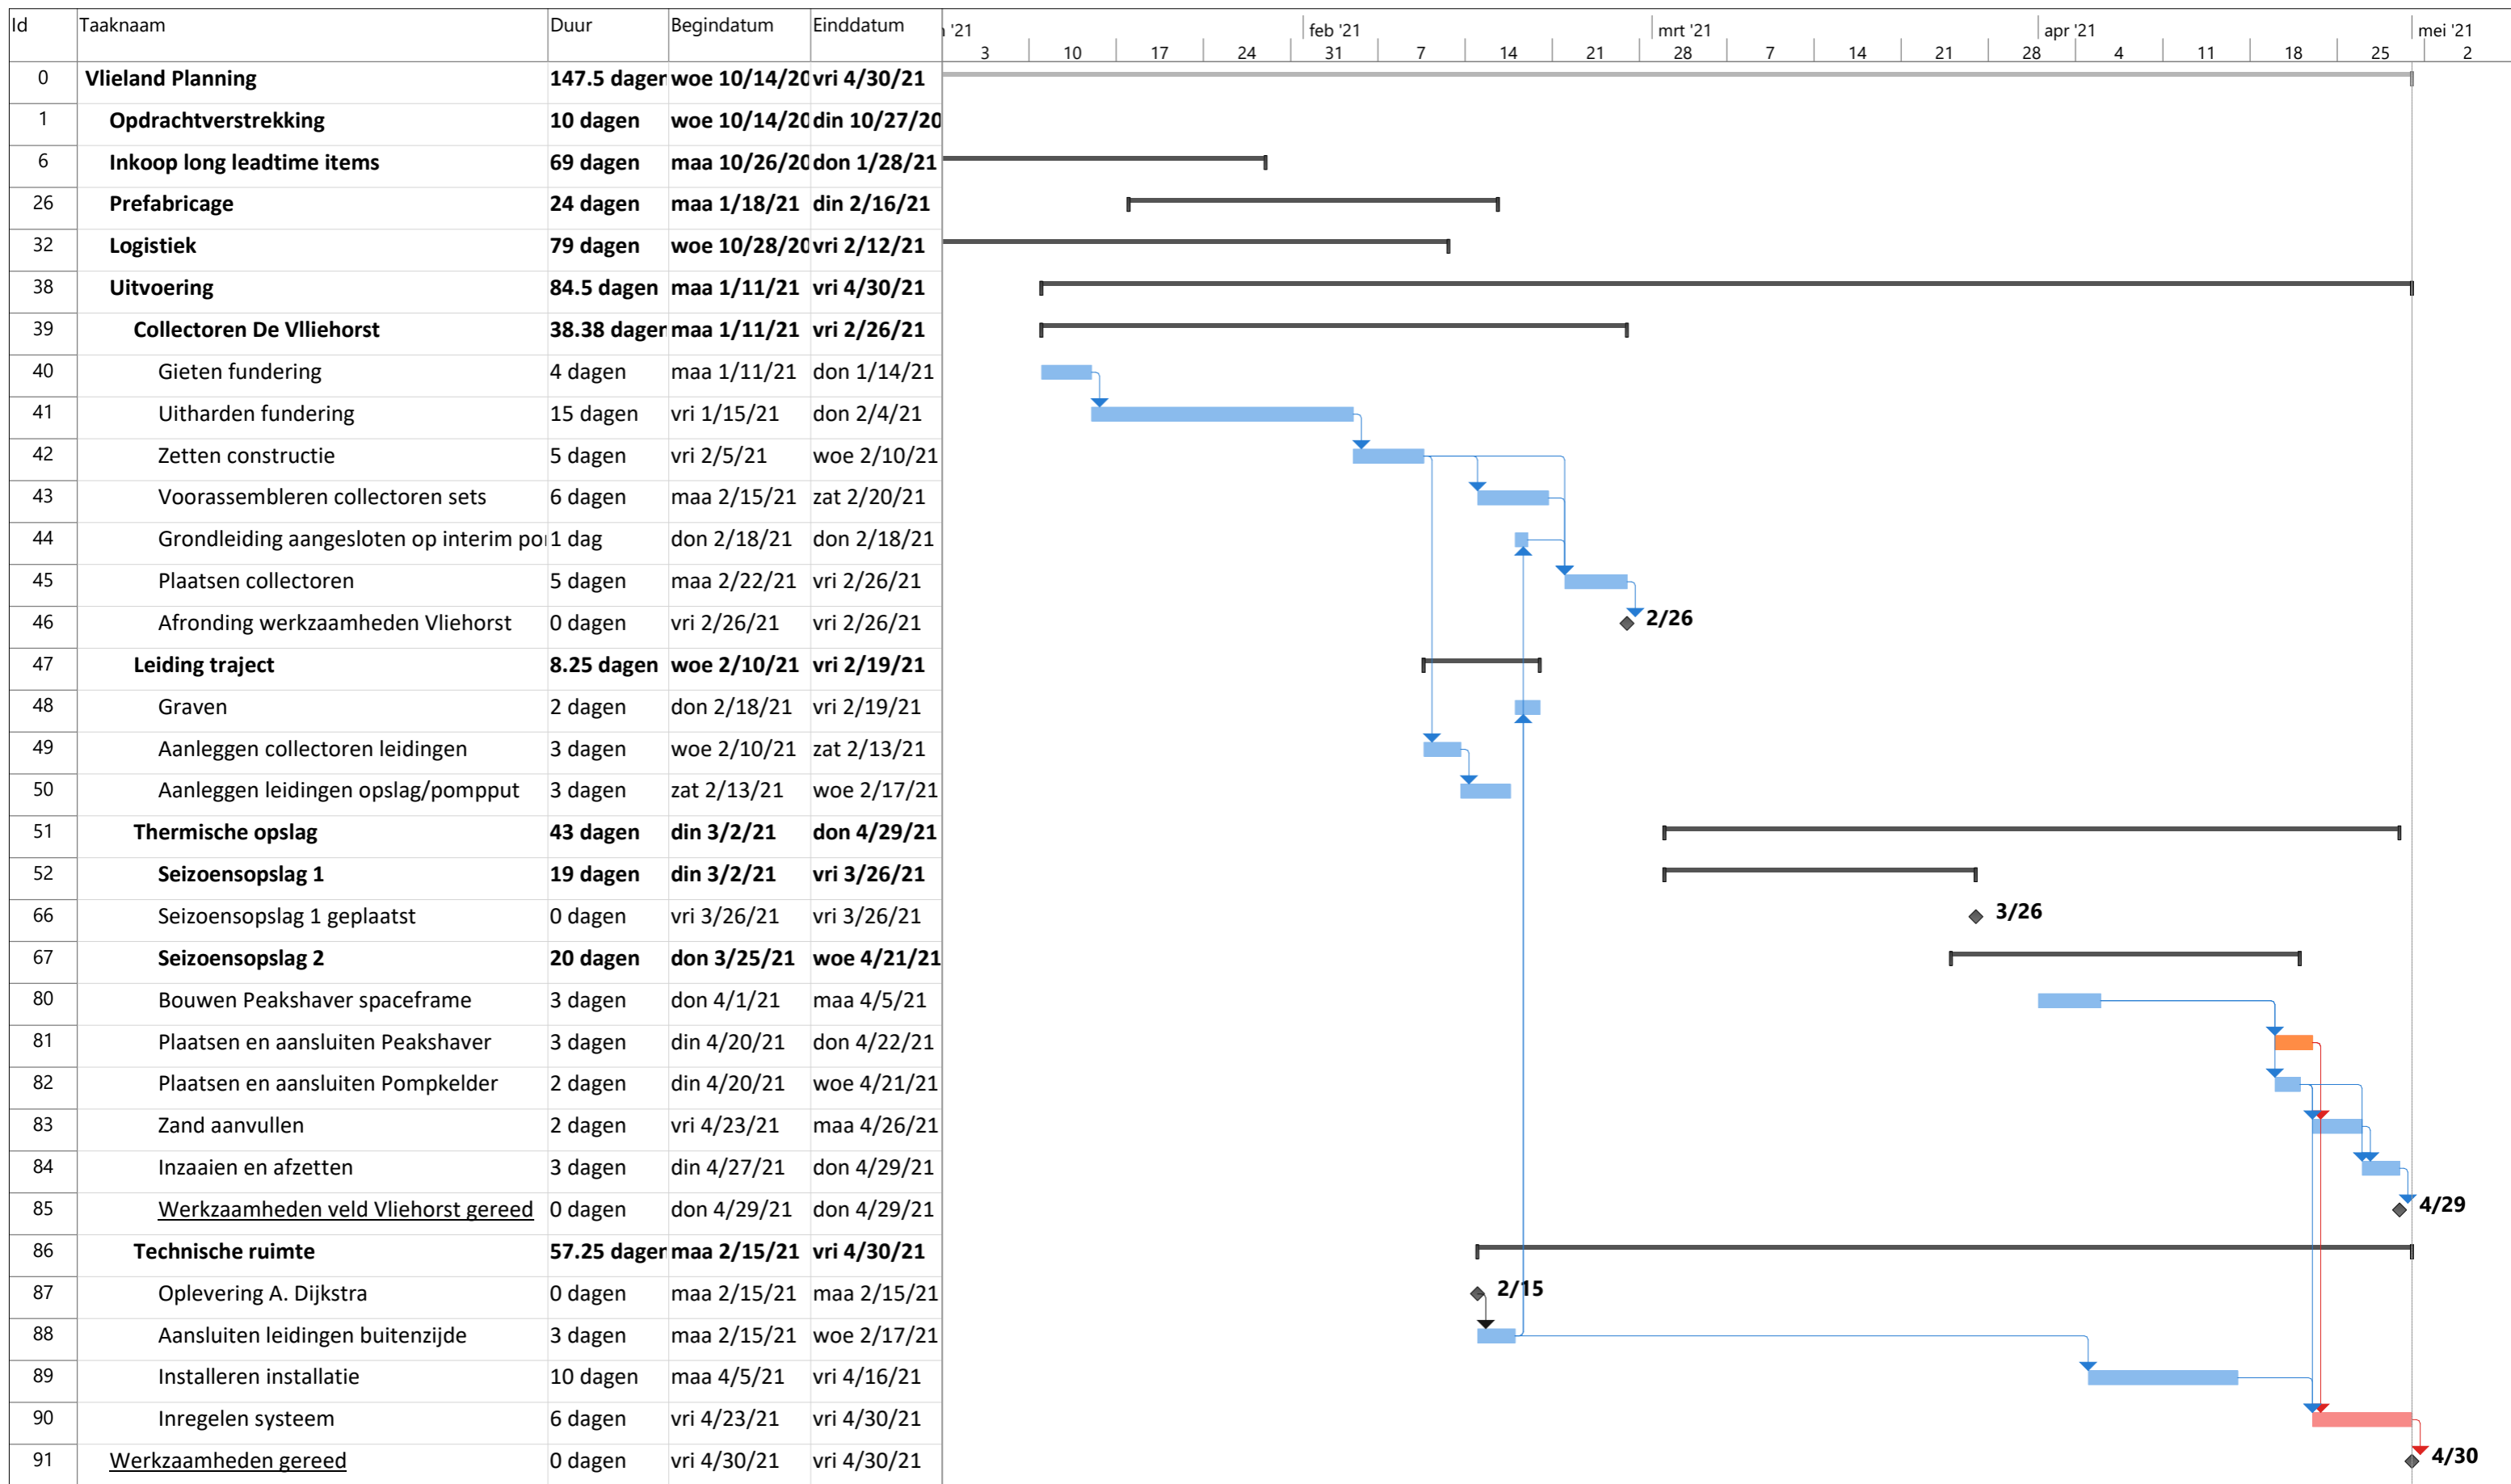 Id Taaknaam Duur Begindatum Einddatum '21 feb '21 mrt '21 apr '21 mei '21
3 10 17 24 31 7 14 21 28 7 14 21 28 4 11 18 25 2
0 Vlieland Planning 147.5 dagen woe 10/14/20 vri 4/30/21
1 Opdrachtverstrekking 10 dagen woe 10/14/20 din 10/27/20
6 Inkoop long leadtime items 69 dagen maa 10/26/20 don 1/28/21
26 Prefabricage 24 dagen maa 1/18/21 din 2/16/21
32 Logistiek 79 dagen woe 10/28/20 vri 2/12/21
38 Uitvoering 84.5 dagen maa 1/11/21 vri 4/30/21
39 Collectoren De Vlliehorst 38.38 dagen maa 1/11/21 vri 2/26/21
40 Gieten fundering 4 dagen maa 1/11/21 don 1/14/21
41 Uitharden fundering 15 dagen vri 1/15/21 don 2/4/21
42 Zetten constructie 5 dagen vri 2/5/21 woe 2/10/21
43 Voorassembleren collectoren sets 6 dagen maa 2/15/21 zat 2/20/21
44 Grondleiding aangesloten op interim 1 dag don 2/18/21 don 2/18/21
45 Plaatsen collectoren 5 dagen maa 2/22/21 vri 2/26/21
46 Afronding werkzaamheden Vliehorst 0 dagen vri 2/26/21 vri 2/26/21 2/26
47 Leiding traject 8.25 dagen woe 2/10/21 vri 2/19/21
48 Graven 2 dagen don 2/18/21 vri 2/19/21
49 Aanleggen collectoren leidingen 3 dagen woe 2/10/21 zat 2/13/21
50 Aanleggen leidingen opslag/pompput 3 dagen zat 2/13/21 woe 2/17/21
51 Thermische opslag 43 dagen din 3/2/21 don 4/29/21
52 Seizoensopslag 1 19 dagen din 3/2/21 vri 3/26/21
66 Seizoensopslag 1 geplaatst 0 dagen vri 3/26/21 vri 3/26/21 3/26
67 Seizoensopslag 2 20 dagen don 3/25/21 woe 4/21/21
80 Bouwen Peakshaver spaceframe 3 dagen don 4/1/21 maa 4/5/21
81 Plaatsen en aansluiten Peakshaver 3 dagen din 4/20/21 don 4/22/21
82 Plaatsen en aansluiten Pompkelder 2 dagen din 4/20/21 woe 4/21/21
83 Zand aanvullen 2 dagen vri 4/23/21 maa 4/26/21
84 Inzaaien en afzetten 3 dagen din 4/27/21 don 4/29/21
85 Werkzaamheden veld Vliehorst gereed 0 dagen don 4/29/21 don 4/29/21 4/29
86 Technische ruimte 57.25 dagen maa 2/15/21 vri 4/30/21
87 Oplevering A. Dijkstra 0 dagen maa 2/15/21 maa 2/15/21 2/15
88 Aansluiten leidingen buitenzijde 3 dagen maa 2/15/21 woe 2/17/21
89 Installeren installatie 10 dagen maa 4/5/21 vri 4/16/21
90 Inregelen systeem 6 dagen vri 4/23/21 vri 4/30/21
91 Werkzaamheden gereed 0 dagen vri 4/30/21 vri 4/30/21 4/30